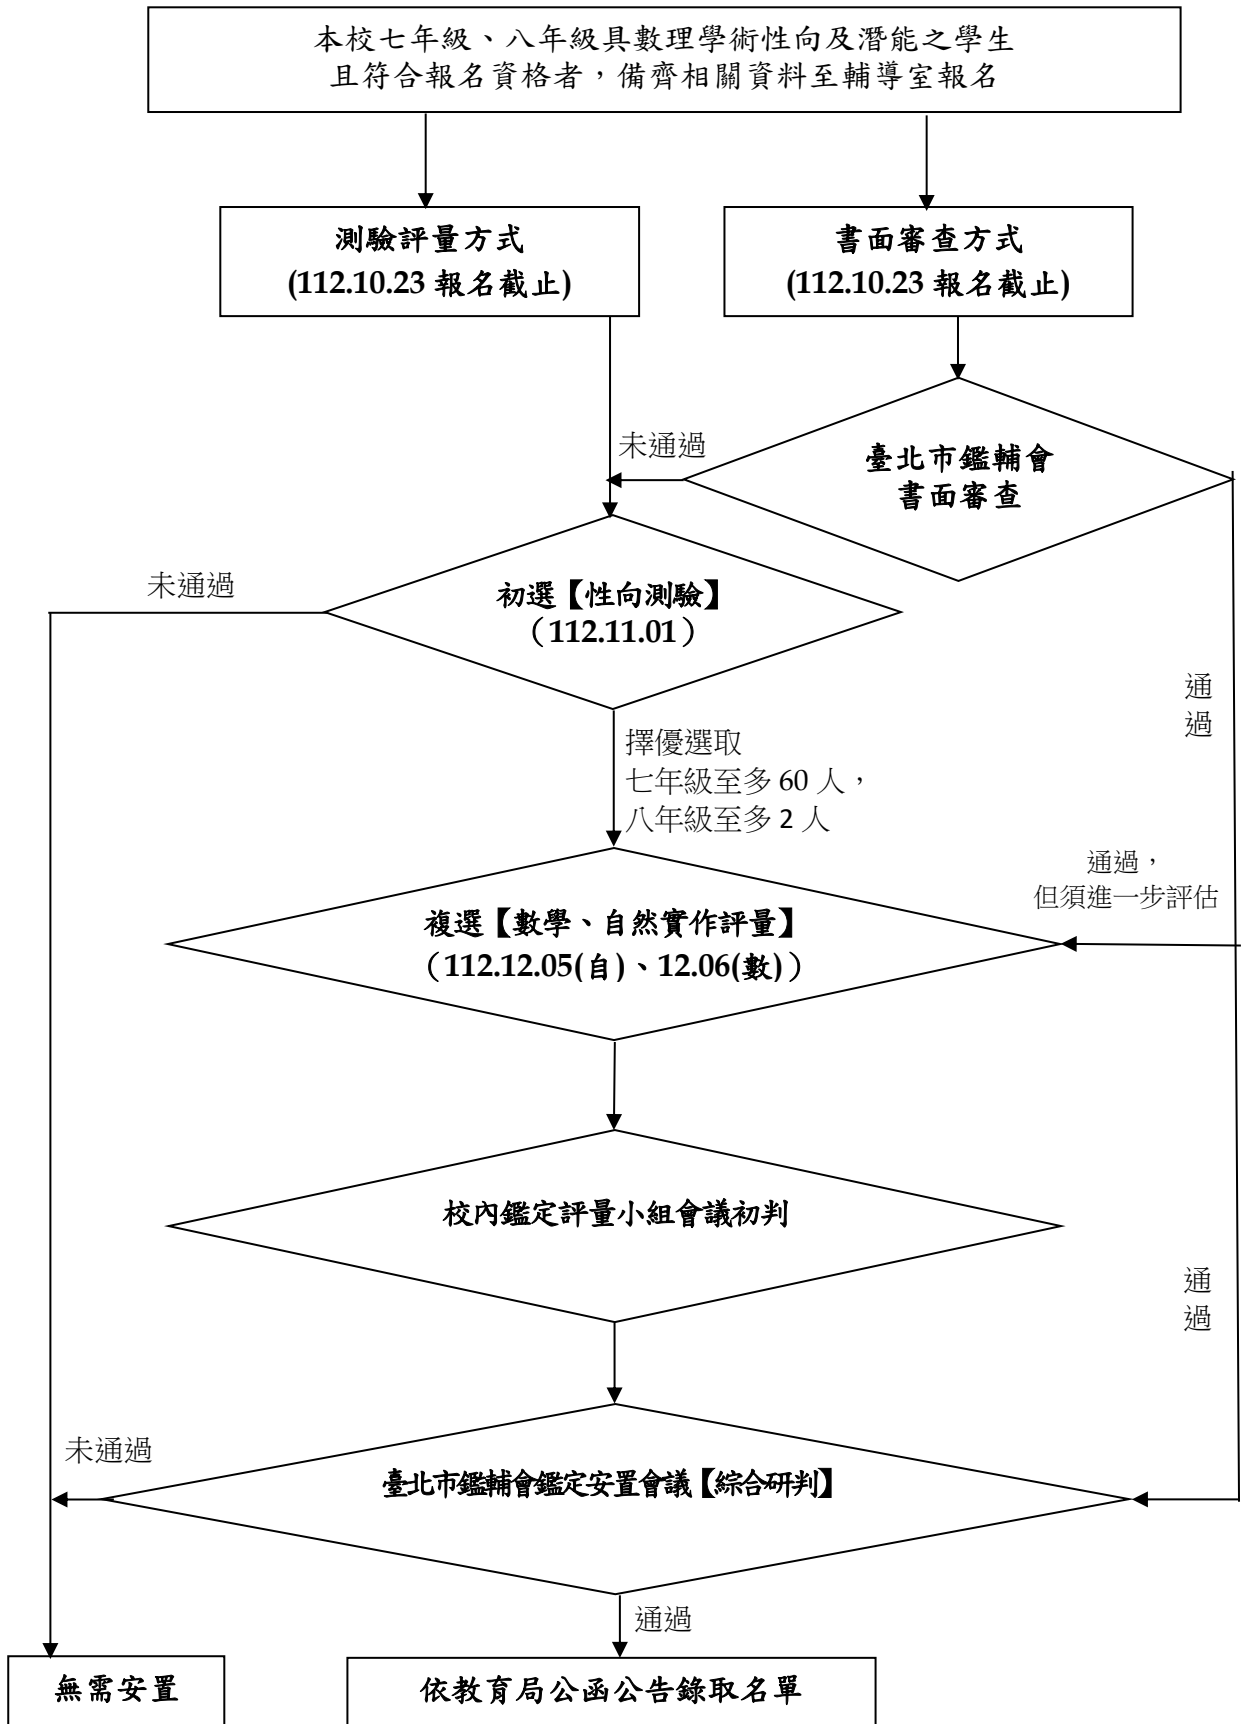 本校七年級、八年級具數理學術性向及潛能之學生
且符合報名資格者，備齊相關資料至輔導室報名
測驗評量方式
(112.10.23 報名截止)
書面審查方式
(112.10.23 報名截止)
未通過
臺北市鑑輔會
書面審查
未通過
初選【性向測驗】
（112.11.01）
通
過
擇優選取
七年級至多 60 人，
八年級至多 2 人
通過，
但須進一步評估
複選【數學、自然實作評量】
（112.12.05(自)、12.06(數)）
校內鑑定評量小組會議初判
通
過
未通過
臺北市鑑輔會鑑定安置會議【綜合研判】
通過
無需安置
依教育局公函公告錄取名單